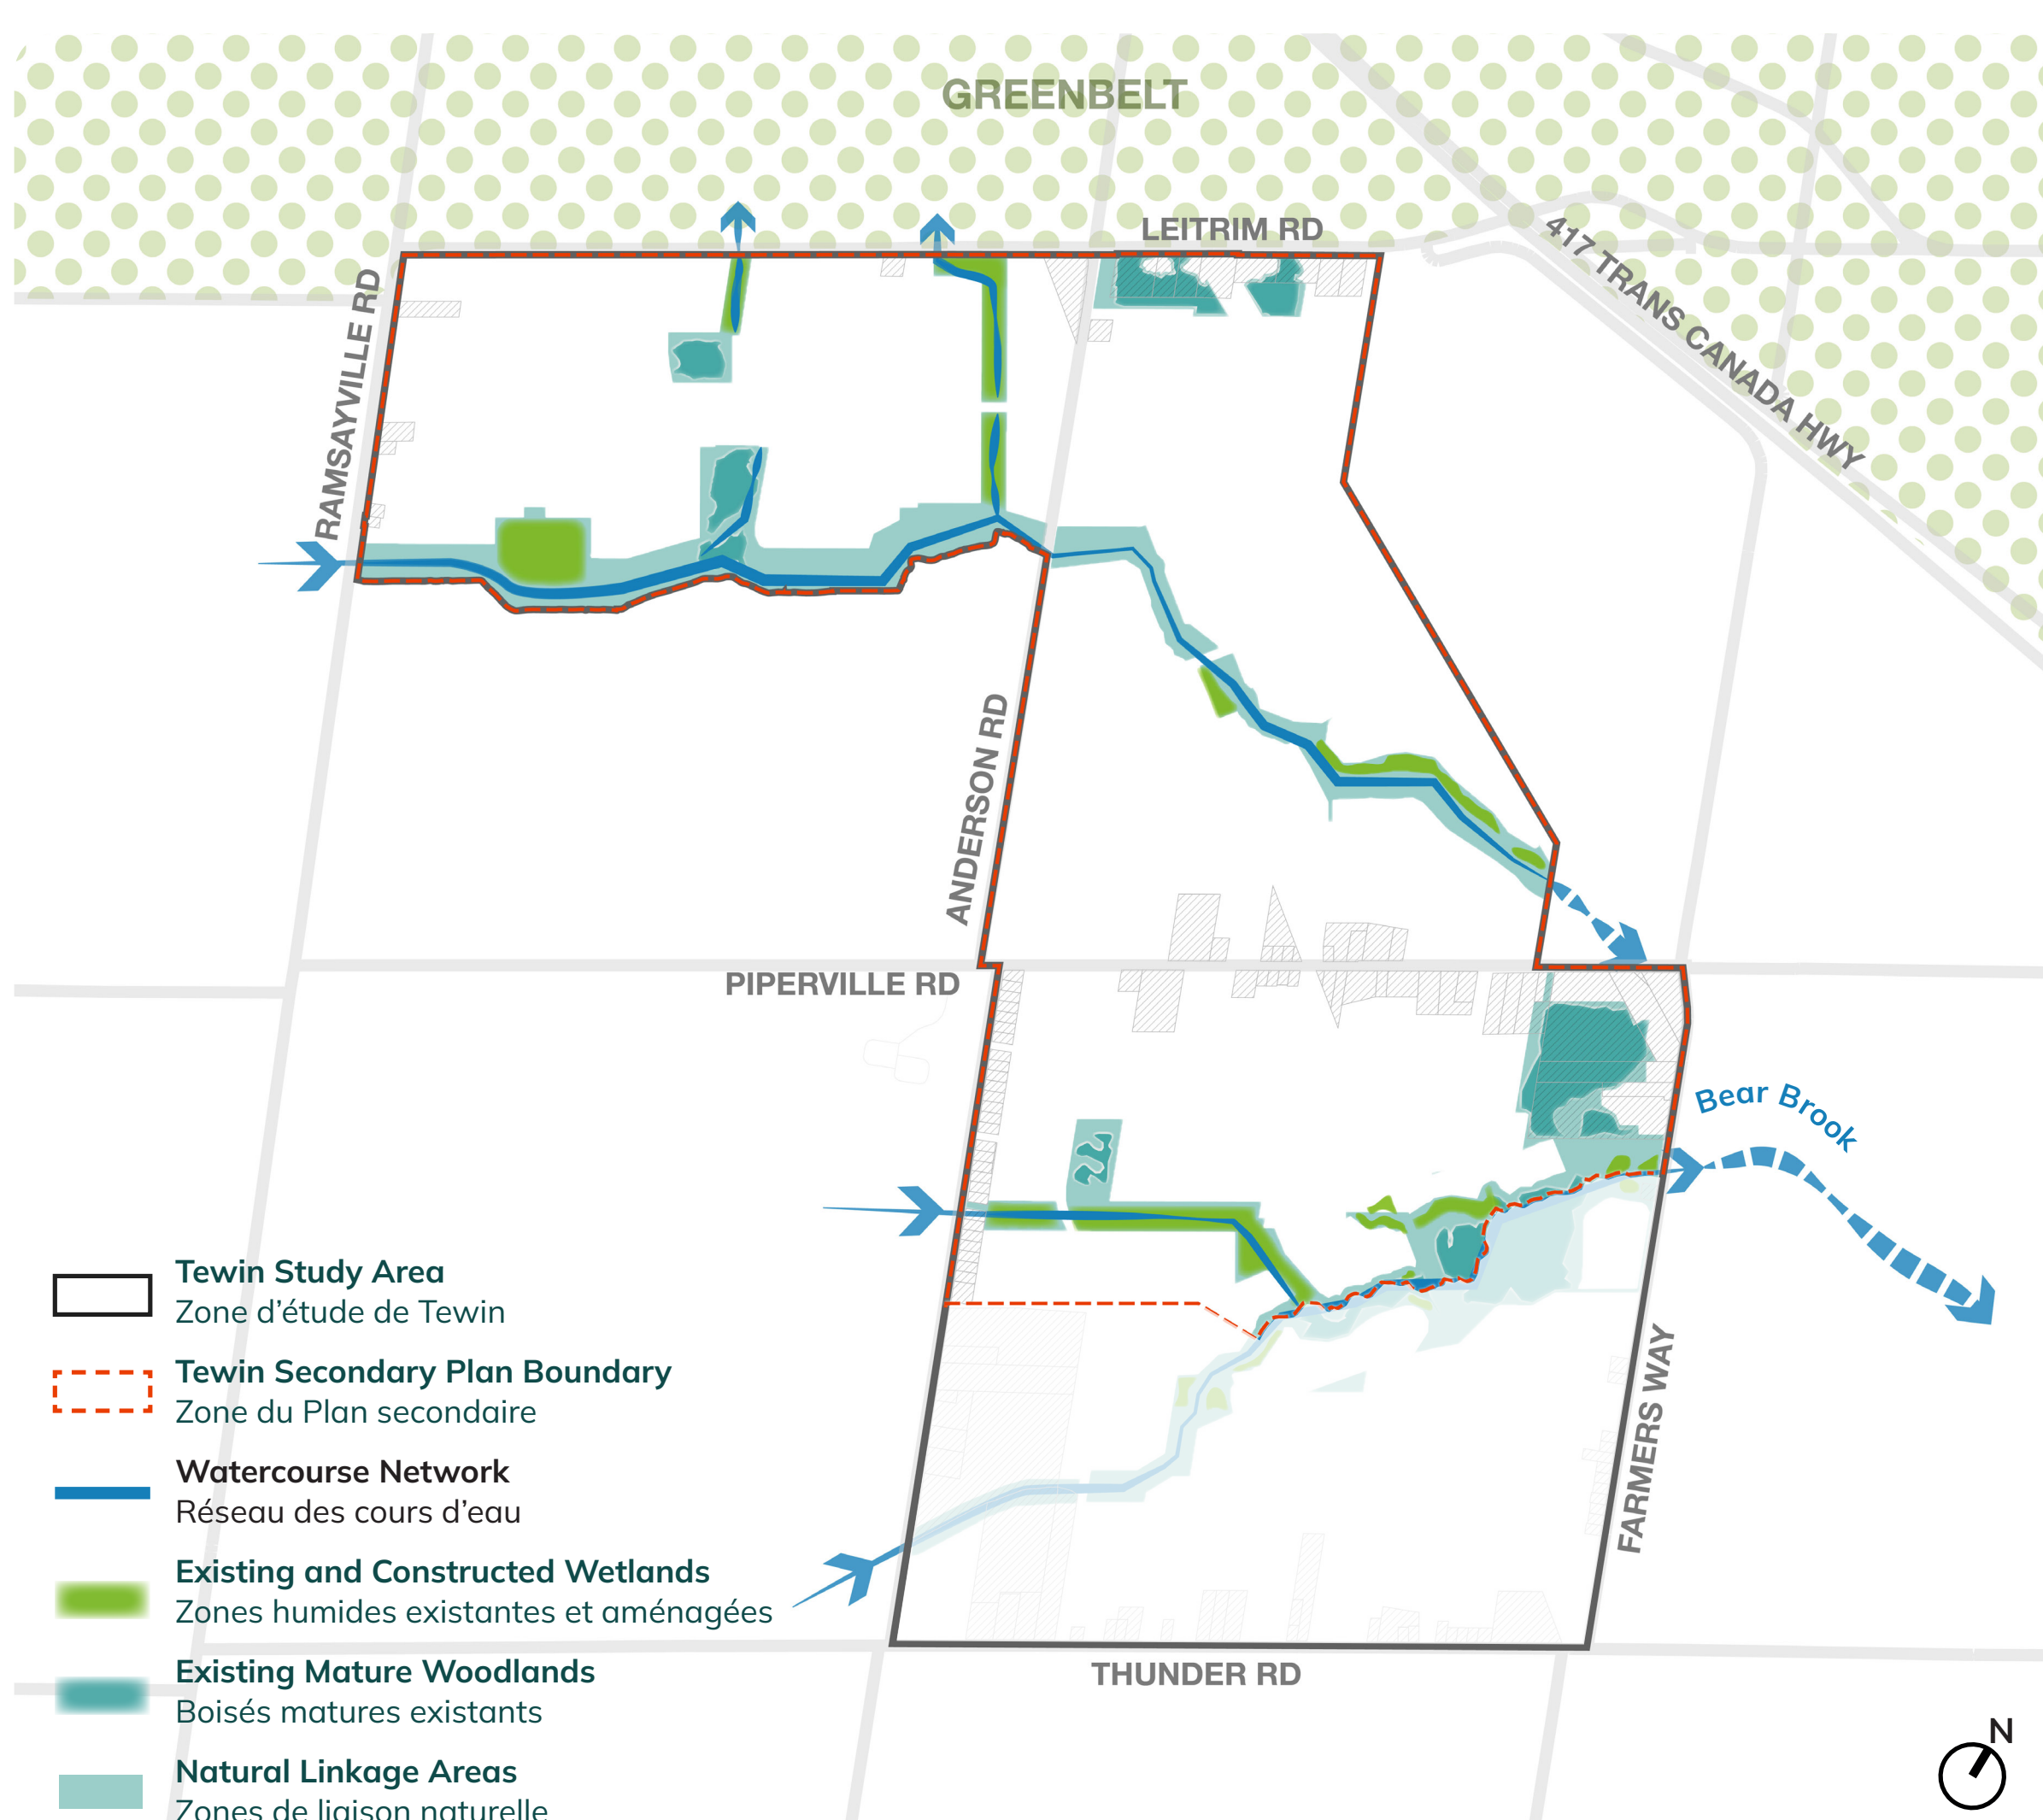 GREENBELT
LEITRIM RD
417 TRANS CANADA HWY
RAMSAYVILLE RD
ANDERSON RD
PIPERVILLE RD
Bear Brook
FARMERS WAY
THUNDER RD
Tewin Study Area
Zone d’étude de Tewin
Tewin Secondary Plan Boundary
Zone du Plan secondaire
Watercourse Network
Réseau des cours d’eau
Existing and Constructed Wetlands
Zones humides existantes et aménagées
Existing Mature Woodlands
Boisés matures existants
Natural Linkage Areas
Zones de liaison naturelle
N